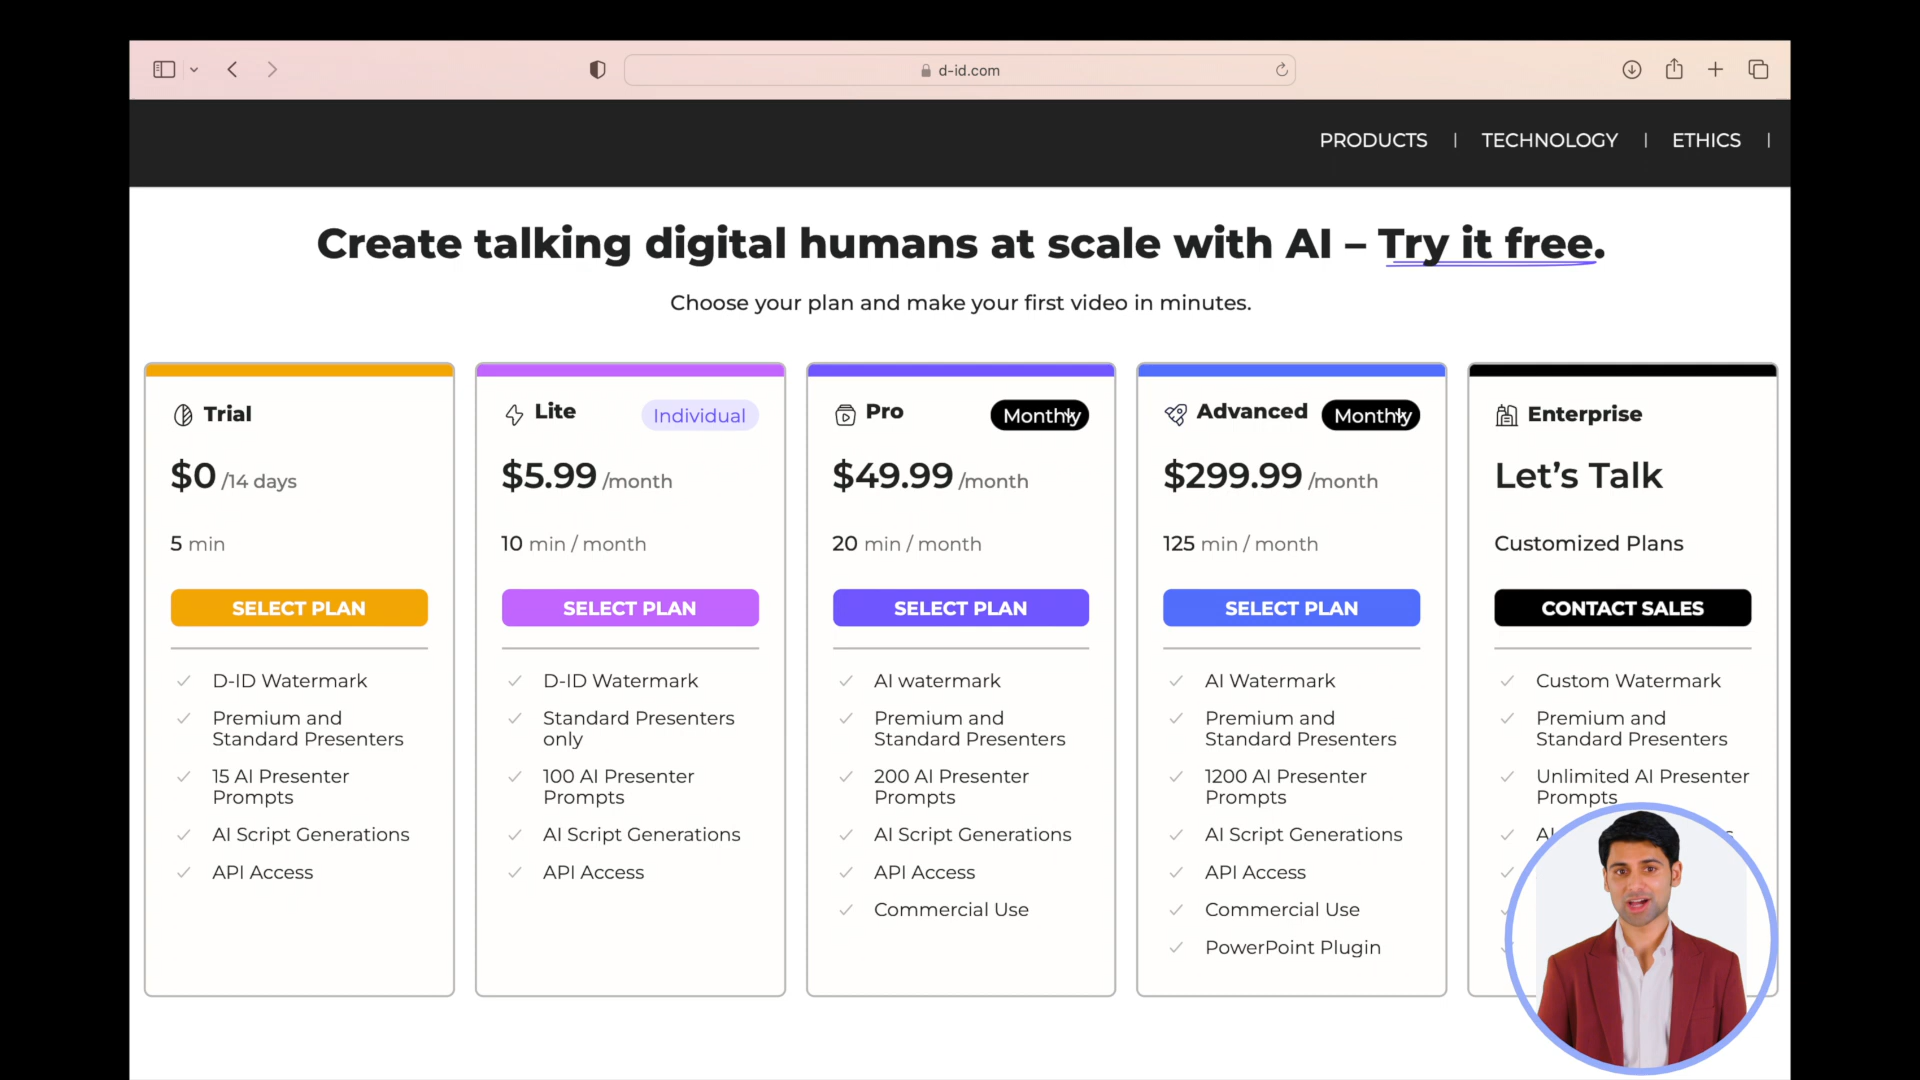 d-id.com
PRODUCTS | TECHNOLOGY | ETHICS |
Create talking digital humans at scale with AI – Try it free.
Choose your plan and make your first video in minutes.
Trial
$0 /14 days
5 min
SELECT PLAN
D-ID Watermark
Premium and
Standard Presenters
15 AI Presenter
Prompts
AI Script Generations
API Access
Lite
Individual
$5.99 /month
10 min / month
SELECT PLAN
D-ID Watermark
Standard Presenters
only
100 AI Presenter
Prompts
AI Script Generations
API Access
Pro
Monthly
$49.99 /month
20 min / month
SELECT PLAN
AI watermark
Premium and
Standard Presenters
200 AI Presenter
Prompts
AI Script Generations
API Access
Commercial Use
Advanced
Monthly
$299.99 /month
125 min / month
SELECT PLAN
AI Watermark
Premium and
Standard Presenters
1200 AI Presenter
Prompts
AI Script Generations
API Access
Commercial Use
PowerPoint Plugin
Enterprise
Let’s Talk
Customized Plans
CONTACT SALES
Custom Watermark
Premium and
Standard Presenters
Unlimited AI Presenter
Prompts